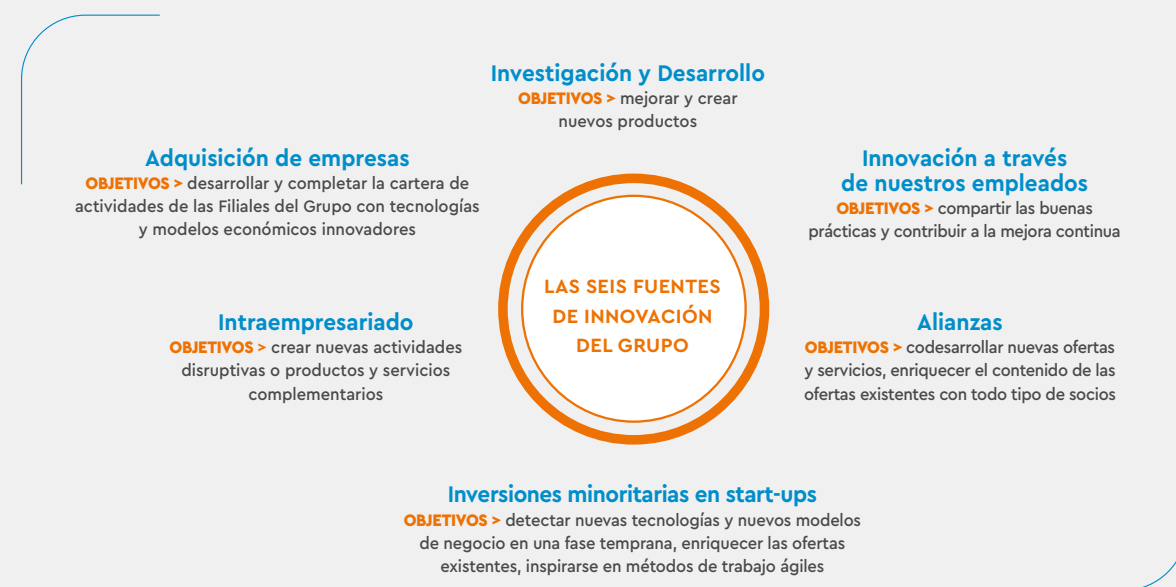 Investigación y Desarrollo
OBJETIVOS > mejorar y crear
nuevos productos
Adquisición de empresas
OBJETIVOS > desarrollar y completar la cartera de
actividades de las Filiales del Grupo con tecnologías
y modelos económicos innovadores
Innovación a través
de nuestros empleados
OBJETIVOS > compartir las buenas
prácticas y contribuir a la mejora continua
LAS SEIS FUENTES
DE INNOVACIÓN
DEL GRUPO
Intraempresariado
OBJETIVOS > crear nuevas actividades
disruptivas o productos y servicios
complementarios
Alianzas
OBJETIVOS > codesarrollar nuevas ofertas
y servicios, enriquecer el contenido de las
ofertas existentes con todo tipo de socios
Inversiones minoritarias en start-ups
OBJETIVOS > detectar nuevas tecnologías y nuevos modelos
de negocio en una fase temprana, enriquecer las ofertas
existentes, inspirarse en métodos de trabajo ágiles